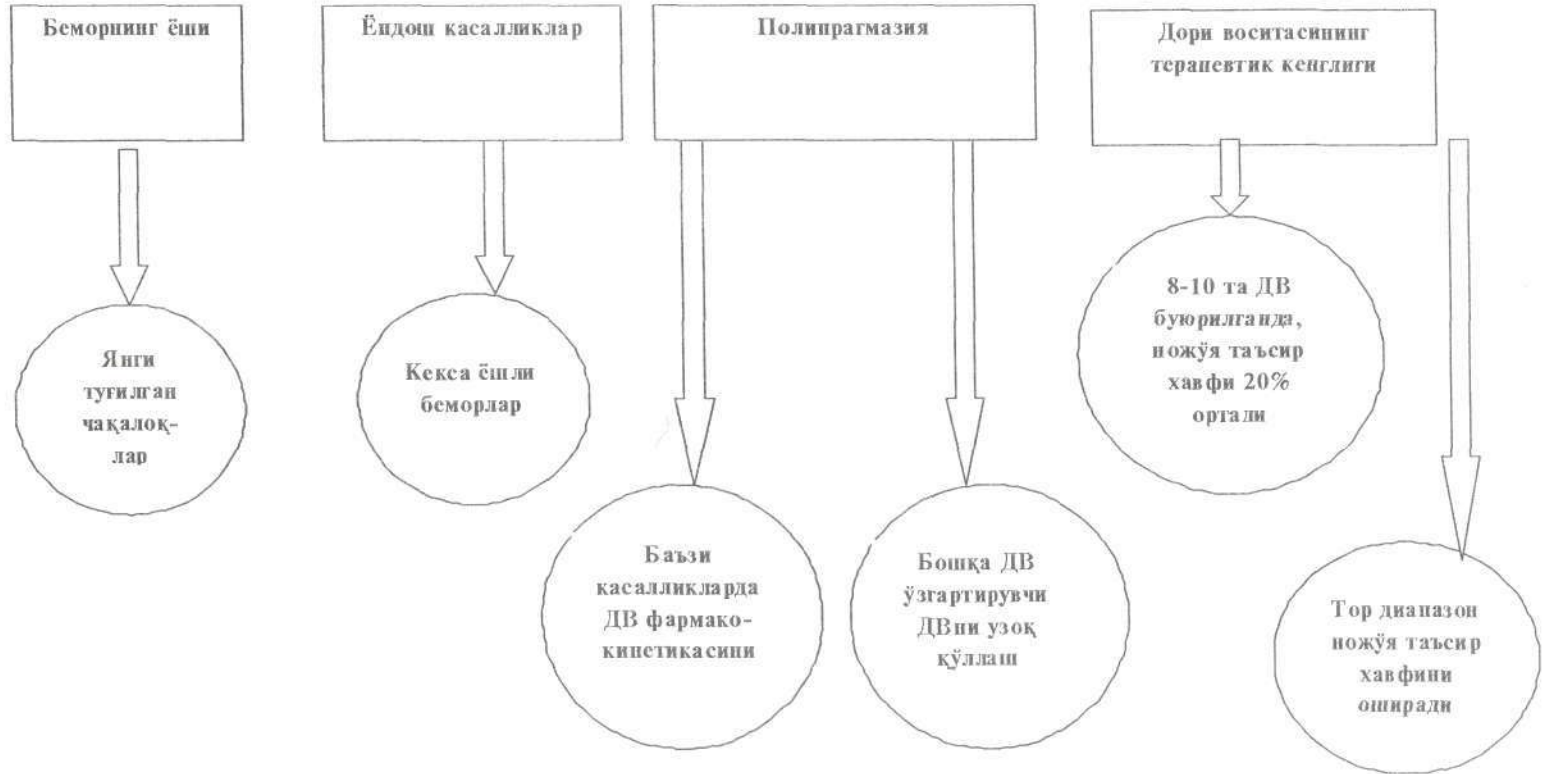 Беморнинг ёши
Ёндош касалликлар
Полипрагмазия
Дори воситасининг
терапевтик кенглиги
Янги
туғилган
чақалоқ-
лар
Кекса ёшли
беморлар
Баъзи
касалликларда
ДВ фармако-
кинетикасини
Бошқа ДВ
ўзгартирувчи
ДВни узоқ
қўллаш
8-10 та ДВ
буюрилганда,
ножўя таъсир
хавфи 20%
ортади
Тор диапазон
ножўя таъсир
хавфини
оширади